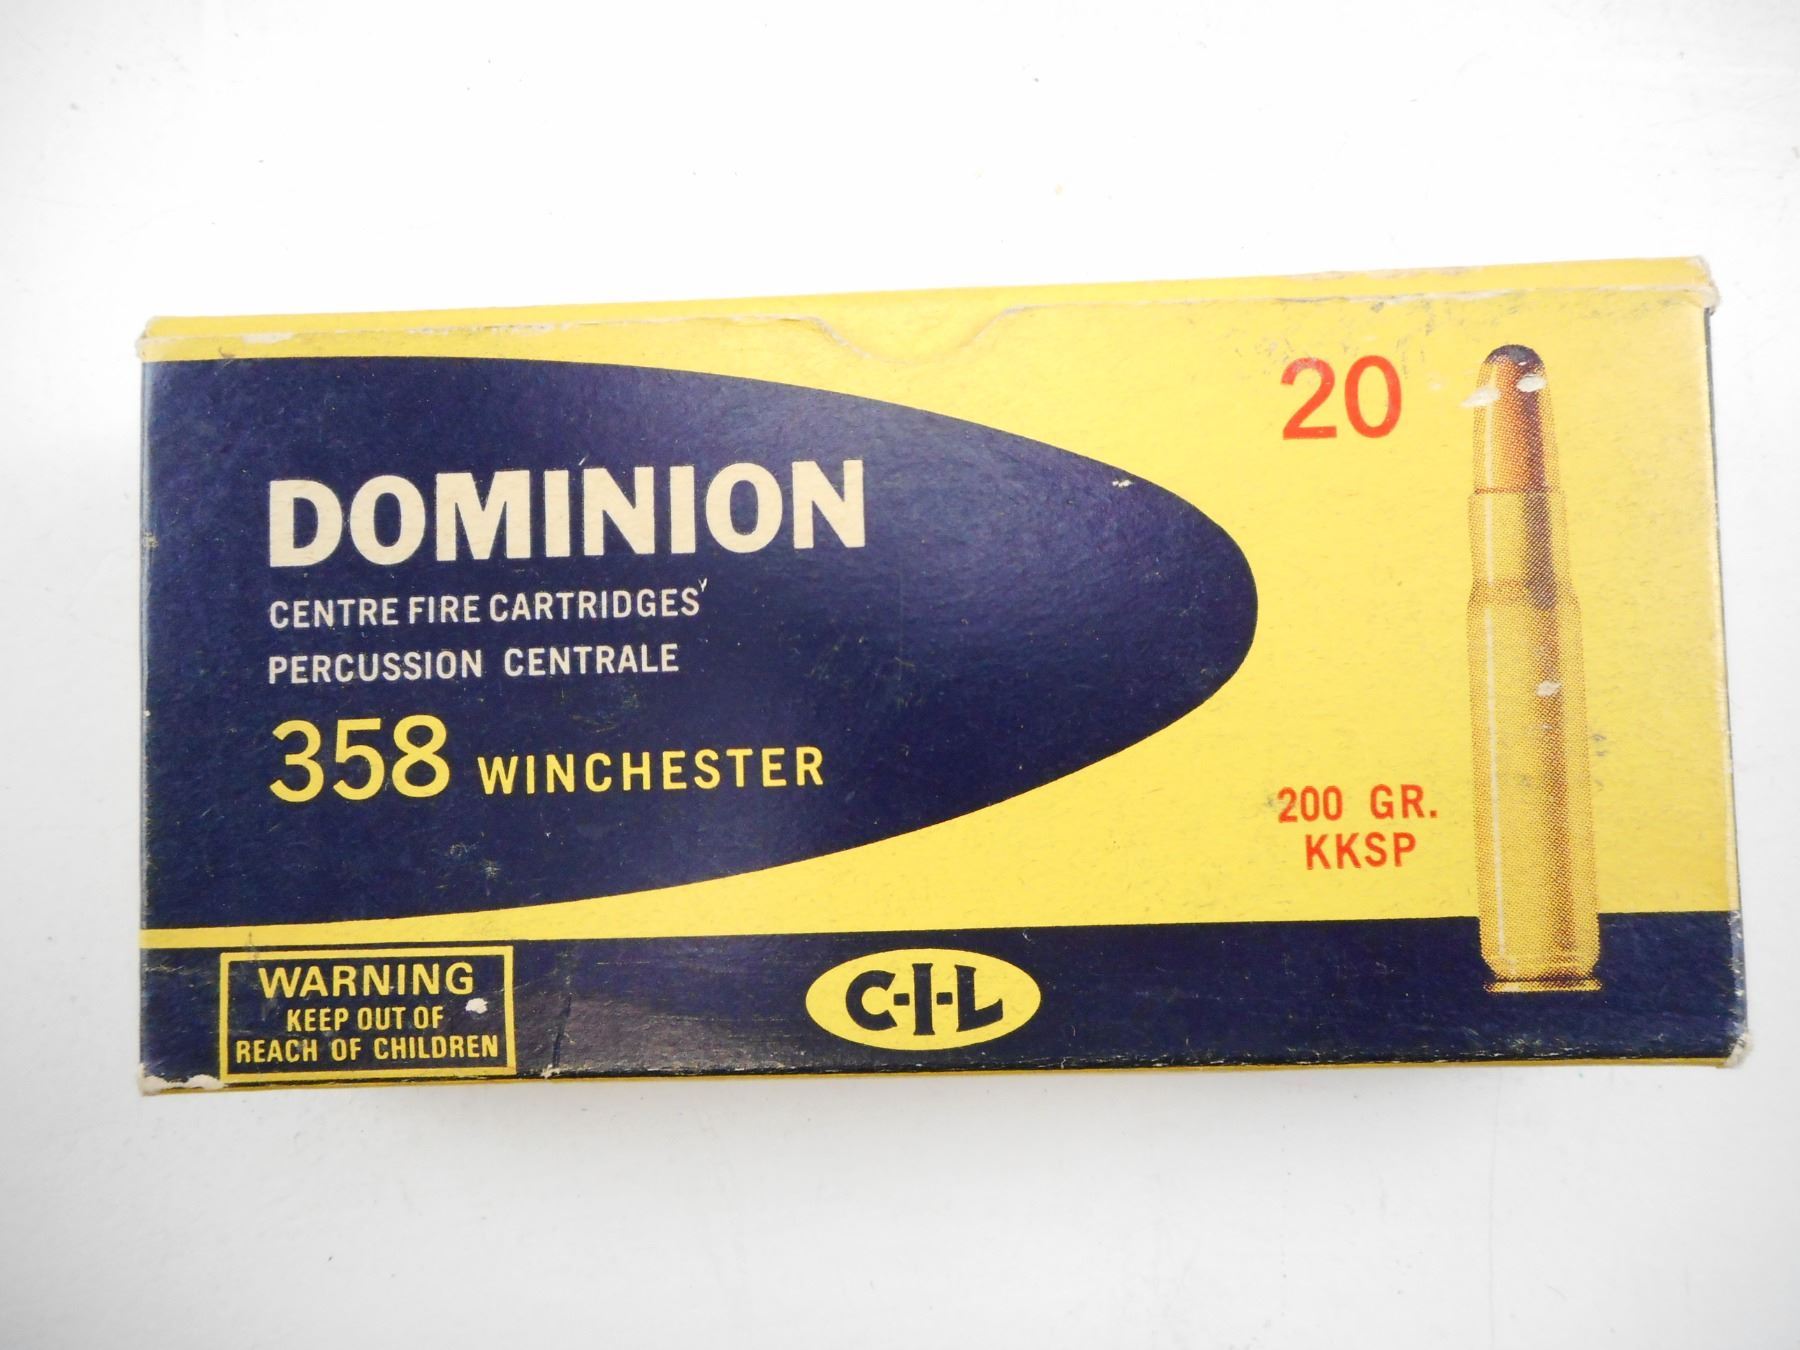 20
DOMINION
CENTRE FIRE CARTRIDGES
PERCUSSION CENTRALE
358 WINCHESTER
200 GR.
KKSP
WARNING
KEEP OUT OF
REACH OF CHILDREN
C-I-L